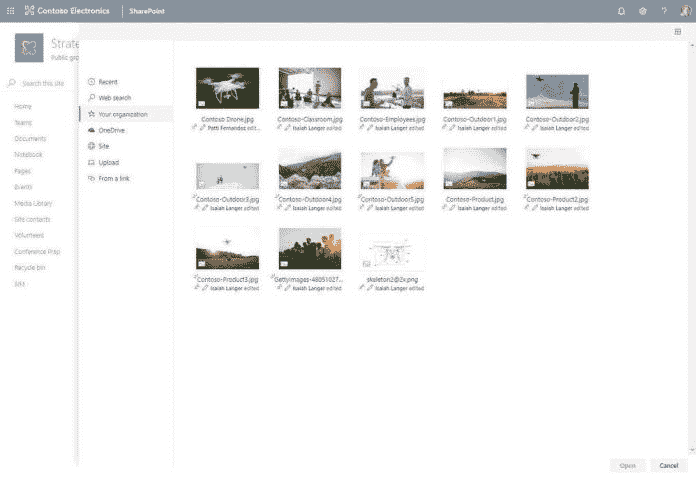 Contoso Electronics SharePoint
Strate
Public gro
Search this site
Home
Teams
Documents
Notebook
Pages
Events
Media Library
Site contents
Volunteers
Conference Prep
Recycle bin
Edit
Recent
Web search
Your organization
OneDrive
Site
Upload
From a link
Contoso Drone.jpg
Patti Fernandez edit...
Contoso-Classroom.jpg
Isaiah Langer edited
Contoso-Employees.jpg
Isaiah Langer edited
Contoso-Outdoor1.jpg
Isaiah Langer edited
Contoso-Outdoor2.jpg
Isaiah Langer edited
Contoso-Outdoor3.jpg
Isaiah Langer edited
Contoso-Outdoor4.jpg
Isaiah Langer edited
Contoso-Outdoor5.jpg
Isaiah Langer edited
Contoso-Product.jpg
Isaiah Langer edited
Contoso-Product2.jpg
Isaiah Langer edited
Contoso-Product3.jpg
Isaiah Langer edited
GettyImages-48051027...
Isaiah Langer edited
skeleton2@2x.png
Isaiah Langer edited
Open
Cancel